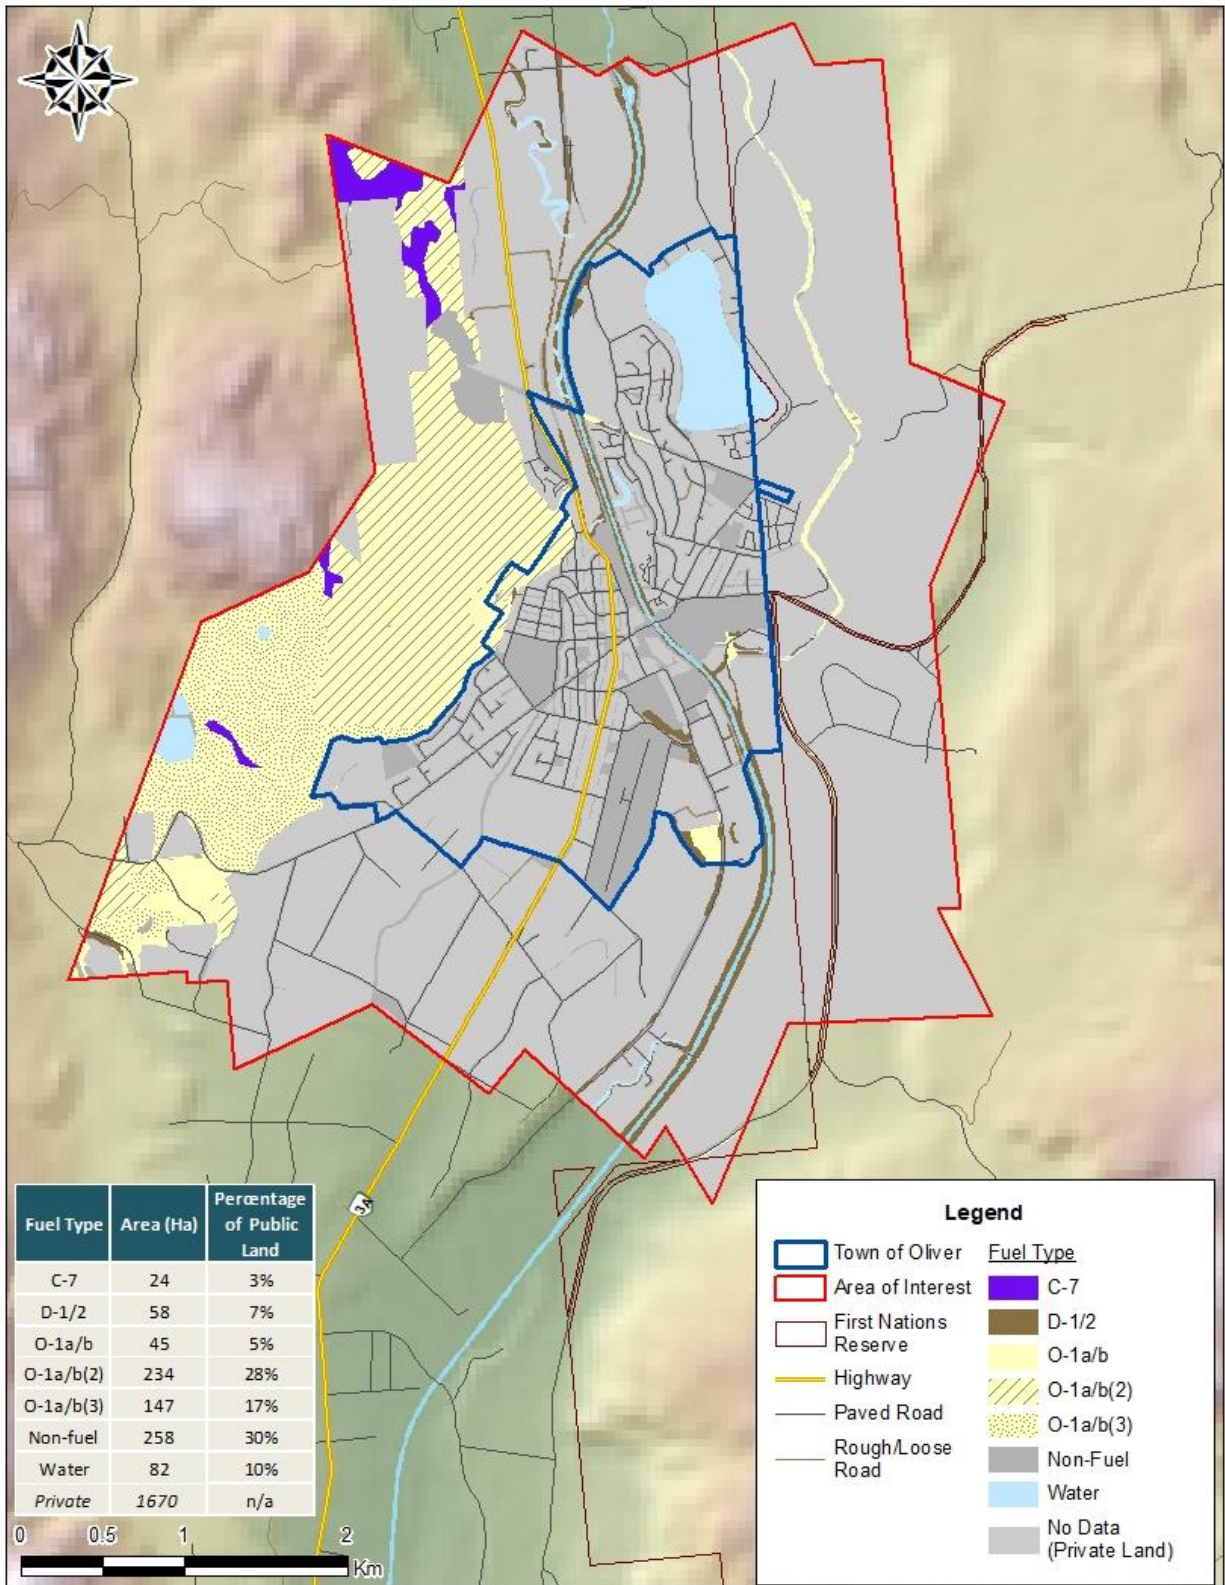 3A
Fuel Type Area (Ha) Percentage
of Public
Land
C-7 24 3%
D-1/2 58 7%
O-1a/b 45 5%
O-1a/b(2) 234 28%
O-1a/b(3) 147 17%
Non-fuel 258 30%
Water 82 10%
Private 1670 n/a
0 0.5 1 2
Km
Legend
Town of Oliver
Area of Interest
First Nations
Reserve
Highway
Paved Road
Rough/Loose
Road
Fuel Type
C-7
D-1/2
O-1a/b
O-1a/b(2)
O-1a/b(3)
Non-Fuel
Water
No Data
(Private Land)